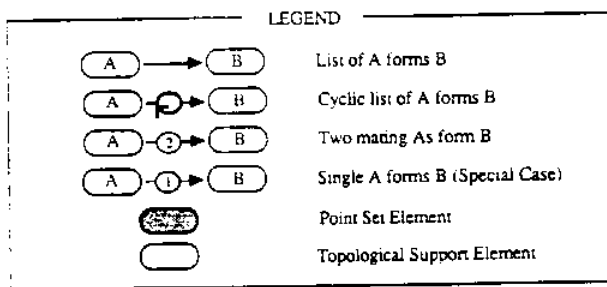 LEGEND
A B List of A forms B
A B Cyclic list of A forms B
A 2 B Two mating As form B
A 1 B Single A forms B (Special Case)
Point Set Element
Topological Support Element